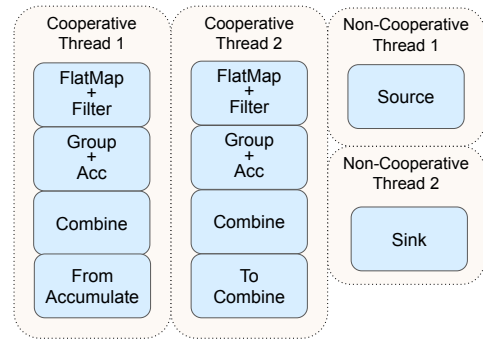 Cooperative
Thread 1
FlatMap
+
Filter
Group
+
Acc
Combine
From
Accumulate
Cooperative
Thread 2
FlatMap
+
Filter
Group
+
Acc
Combine
To
Combine
Non-Cooperative
Thread 1
Source
Non-Cooperative
Thread 2
Sink